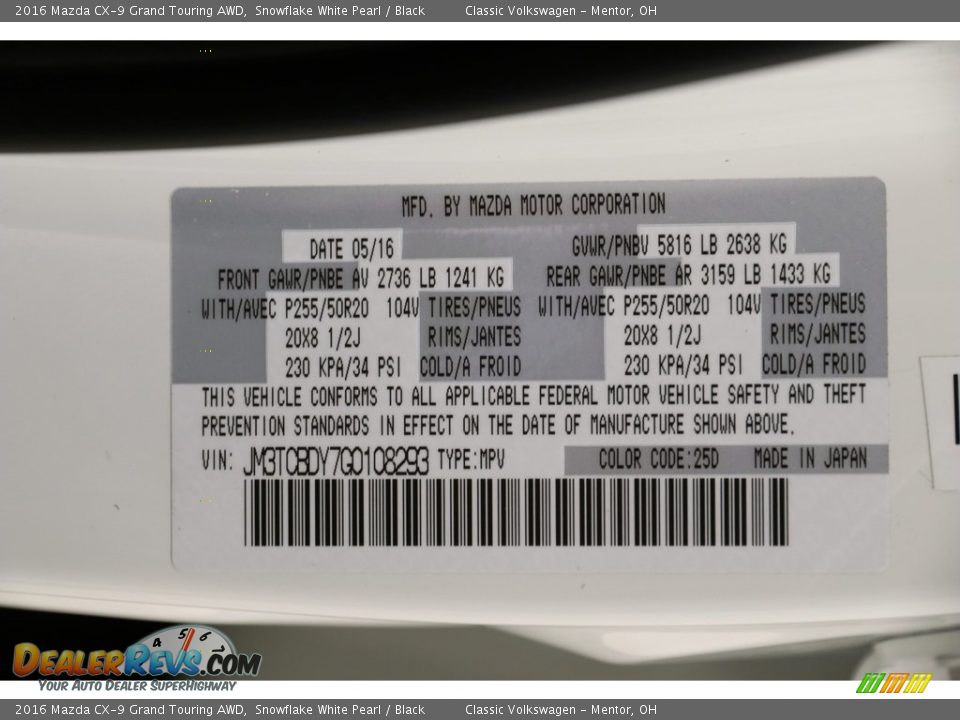 2016 Mazda CX-9 Grand Touring AWD, Snowflake White Pearl / Black Classic Volkswagen - Mentor, OH
MFD. BY MAZDA MOTOR CORPORATION
DATE 05/16 GVWR/PNBV 5816 LB 2638 KG
FRONT GAWR/PNBE AV 2736 LB 1241 KG REAR GAWR/PNBE AR 3159 LB 1433 KG
WITH/AVEC P255/50R20 104V TIRES/PNEUS WITH/AVEC P255/50R20 104V TIRES/PNEUS
20X8 1/2J RIMS/JANTES 20X8 1/2J RIMS/JANTES
230 KPA/34 PSI COLD/A FROID 230 KPA/34 PSI COLD/A FROID
THIS VEHICLE CONFORMS TO ALL APPLICABLE FEDERAL MOTOR VEHICLE SAFETY AND THEFT
PREVENTION STANDARDS IN EFFECT ON THE DATE OF MANUFACTURE SHOWN ABOVE.
VIN: JM3TCBDY7G0108293 TYPE:MPV COLOR CODE:25D MADE IN JAPAN
4 5 6 7
DEALERREVS.COM
YOUR AUTO DEALER SUPERHIGHWAY
2016 Mazda CX-9 Grand Touring AWD, Snowflake White Pearl / Black Classic Volkswagen - Mentor, OH